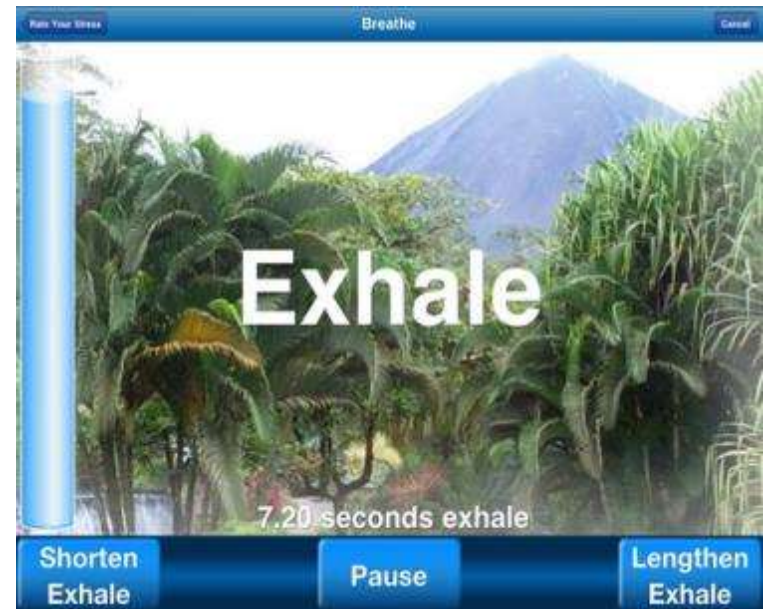 Rate Your Stress
Breathe
Cancel
Exhale
7.20 seconds exhale
Shorten
Exhale
Pause
Lengthen
Exhale